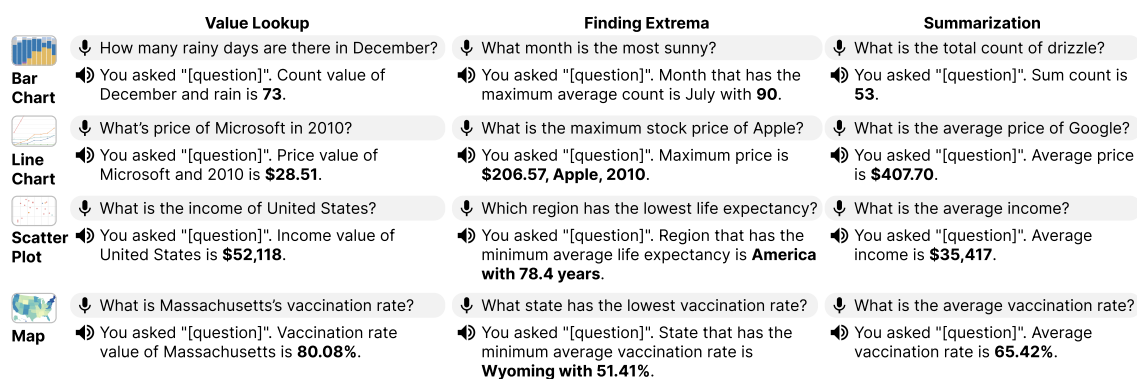 Value Lookup
Finding Extrema
Summarization
Bar
Chart
How many rainy days are there in December?
You asked "[question]". Count value of
December and rain is 73.
What month is the most sunny?
You asked "[question]". Month that has the
maximum average count is July with 90.
What is the total count of drizzle?
You asked "[question]". Sum count is
53.
Line
Chart
What's price of Microsoft in 2010?
You asked "[question]". Price value of
Microsoft and 2010 is $28.51.
What is the maximum stock price of Apple?
You asked "[question]". Maximum price is
$206.57, Apple, 2010.
What is the average price of Google?
You asked "[question]". Average price
is $407.70.
Scatter
Plot
What is the income of United States?
You asked "[question]". Income value of
United States is $52,118.
Which region has the lowest life expectancy?
You asked "[question]". Region that has the
minimum average life expectancy is America
with 78.4 years.
What is the average income?
You asked "[question]". Average
income is $35,417.
Map
What is Massachusetts's vaccination rate?
You asked "[question]". Vaccination rate
value of Massachusetts is 80.08%.
What state has the lowest vaccination rate?
You asked "[question]". State that has the
minimum average vaccination rate is
Wyoming with 51.41%.
What is the average vaccination rate?
You asked "[question]". Average
vaccination rate is 65.42%.